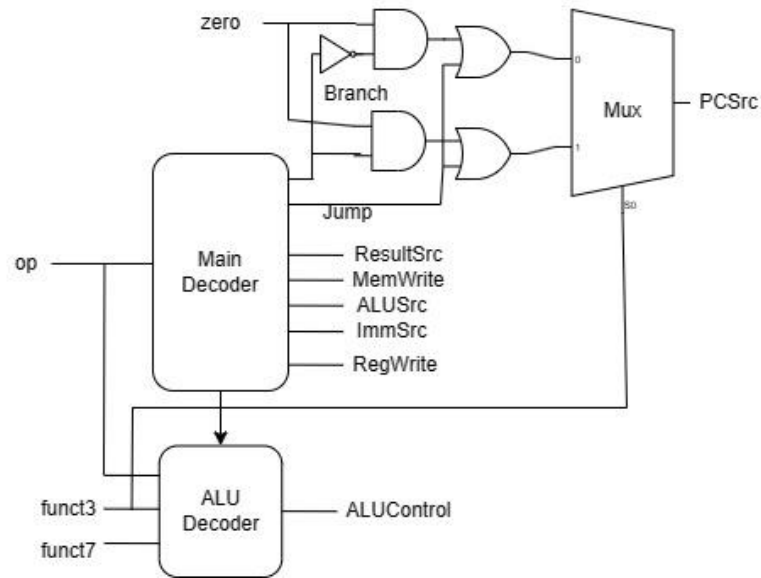 zero
Branch
0
Mux
PCSrc
1
S0
Jump
op
Main
Decoder
ResultSrc
MemWrite
ALUSrc
ImmSrc
RegWrite
funct3
ALU
Decoder
ALUControl
funct7